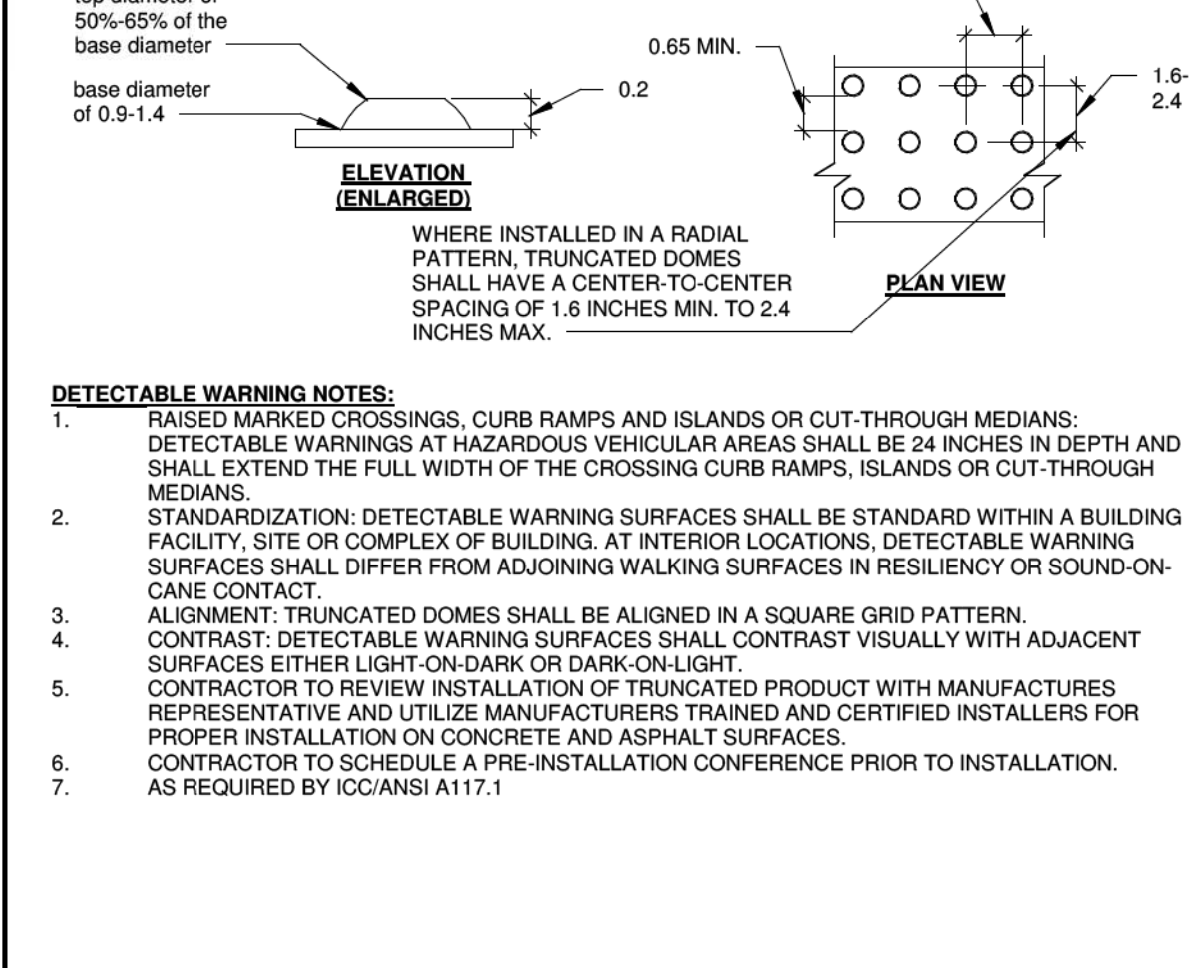 50%-65% of the
base diameter
base diameter
of 0.9-1.4
0.2
ELEVATION
(ENLARGED)
0.65 MIN.
1.6-
2.4
PLAN VIEW
WHERE INSTALLED IN A RADIAL
PATTERN, TRUNCATED DOMES
SHALL HAVE A CENTER-TO-CENTER
SPACING OF 1.6 INCHES MIN. TO 2.4
INCHES MAX.
DETECTABLE WARNING NOTES:
1. RAISED MARKED CROSSINGS, CURB RAMPS AND ISLANDS OR CUT-THROUGH MEDIANS:
DETECTABLE WARNINGS AT HAZARDOUS VEHICULAR AREAS SHALL BE 24 INCHES IN DEPTH AND
SHALL EXTEND THE FULL WIDTH OF THE CROSSING CURB RAMPS, ISLANDS OR CUT-THROUGH
MEDIANS.
2. STANDARDIZATION: DETECTABLE WARNING SURFACES SHALL BE STANDARD WITHIN A BUILDING
FACILITY, SITE OR COMPLEX OF BUILDING. AT INTERIOR LOCATIONS, DETECTABLE WARNING
SURFACES SHALL DIFFER FROM ADJOINING WALKING SURFACES IN RESILIENCY OR SOUND-ON-
CANE CONTACT.
3. ALIGNMENT: TRUNCATED DOMES SHALL BE ALIGNED IN A SQUARE GRID PATTERN.
4. CONTRAST: DETECTABLE WARNING SURFACES SHALL CONTRAST VISUALLY WITH ADJACENT
SURFACES EITHER LIGHT-ON-DARK OR DARK-ON-LIGHT.
5. CONTRACTOR TO REVIEW INSTALLATION OF TRUNCATED PRODUCT WITH MANUFACTURES
REPRESENTATIVE AND UTILIZE MANUFACTURERS TRAINED AND CERTIFIED INSTALLERS FOR
PROPER INSTALLATION ON CONCRETE AND ASPHALT SURFACES.
6. CONTRACTOR TO SCHEDULE A PRE-INSTALLATION CONFERENCE PRIOR TO INSTALLATION.
7. AS REQUIRED BY ICC/ANSI A117.1